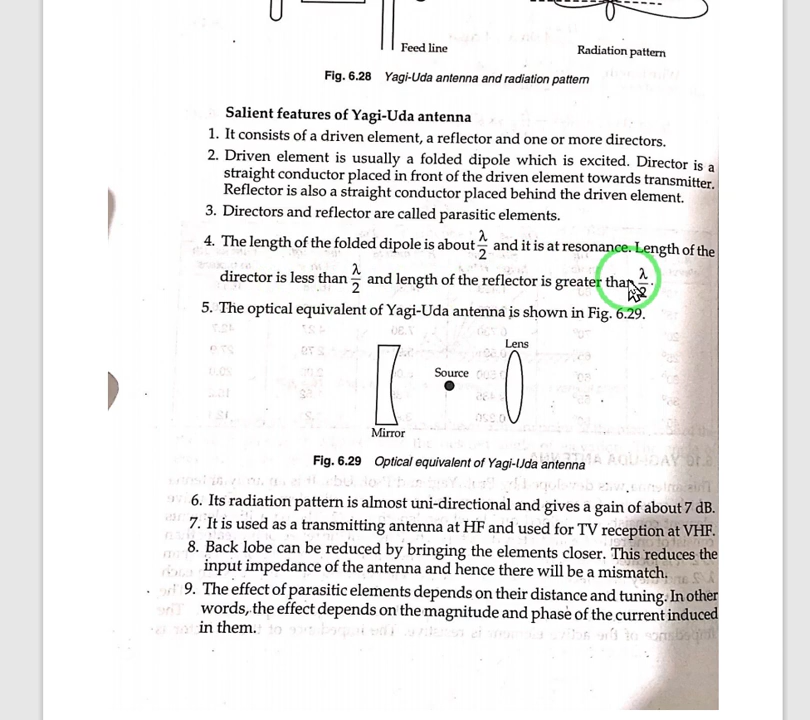 Feed line
Radiation pattern
Fig. 6.28 Yagi-Uda antenna and radiation pattern
Salient features of Yagi-Uda antenna
1. It consists of a driven element, a reflector and one or more directors.
2. Driven element is usually a folded dipole which is excited. Director is a
straight conductor placed in front of the driven element towards transmitter.
Reflector is also a straight conductor placed behind the driven element.
3. Directors and reflector are called parasitic elements.
4. The length of the folded dipole is about λ/2 and it is at resonance. Length of the
director is less than λ/2 and length of the reflector is greater than λ/2.
5. The optical equivalent of Yagi-Uda antenna is shown in Fig. 6.29.
Lens
Source
Mirror
Fig. 6.29 Optical equivalent of Yagi-Uda antenna
6. Its radiation pattern is almost uni-directional and gives a gain of about 7 dB.
7. It is used as a transmitting antenna at HF and used for TV reception at VHF.
8. Back lobe can be reduced by bringing the elements closer. This reduces the
input impedance of the antenna and hence there will be a mismatch.
9. The effect of parasitic elements depends on their distance and tuning. In other
words, the effect depends on the magnitude and phase of the current induced
in them.